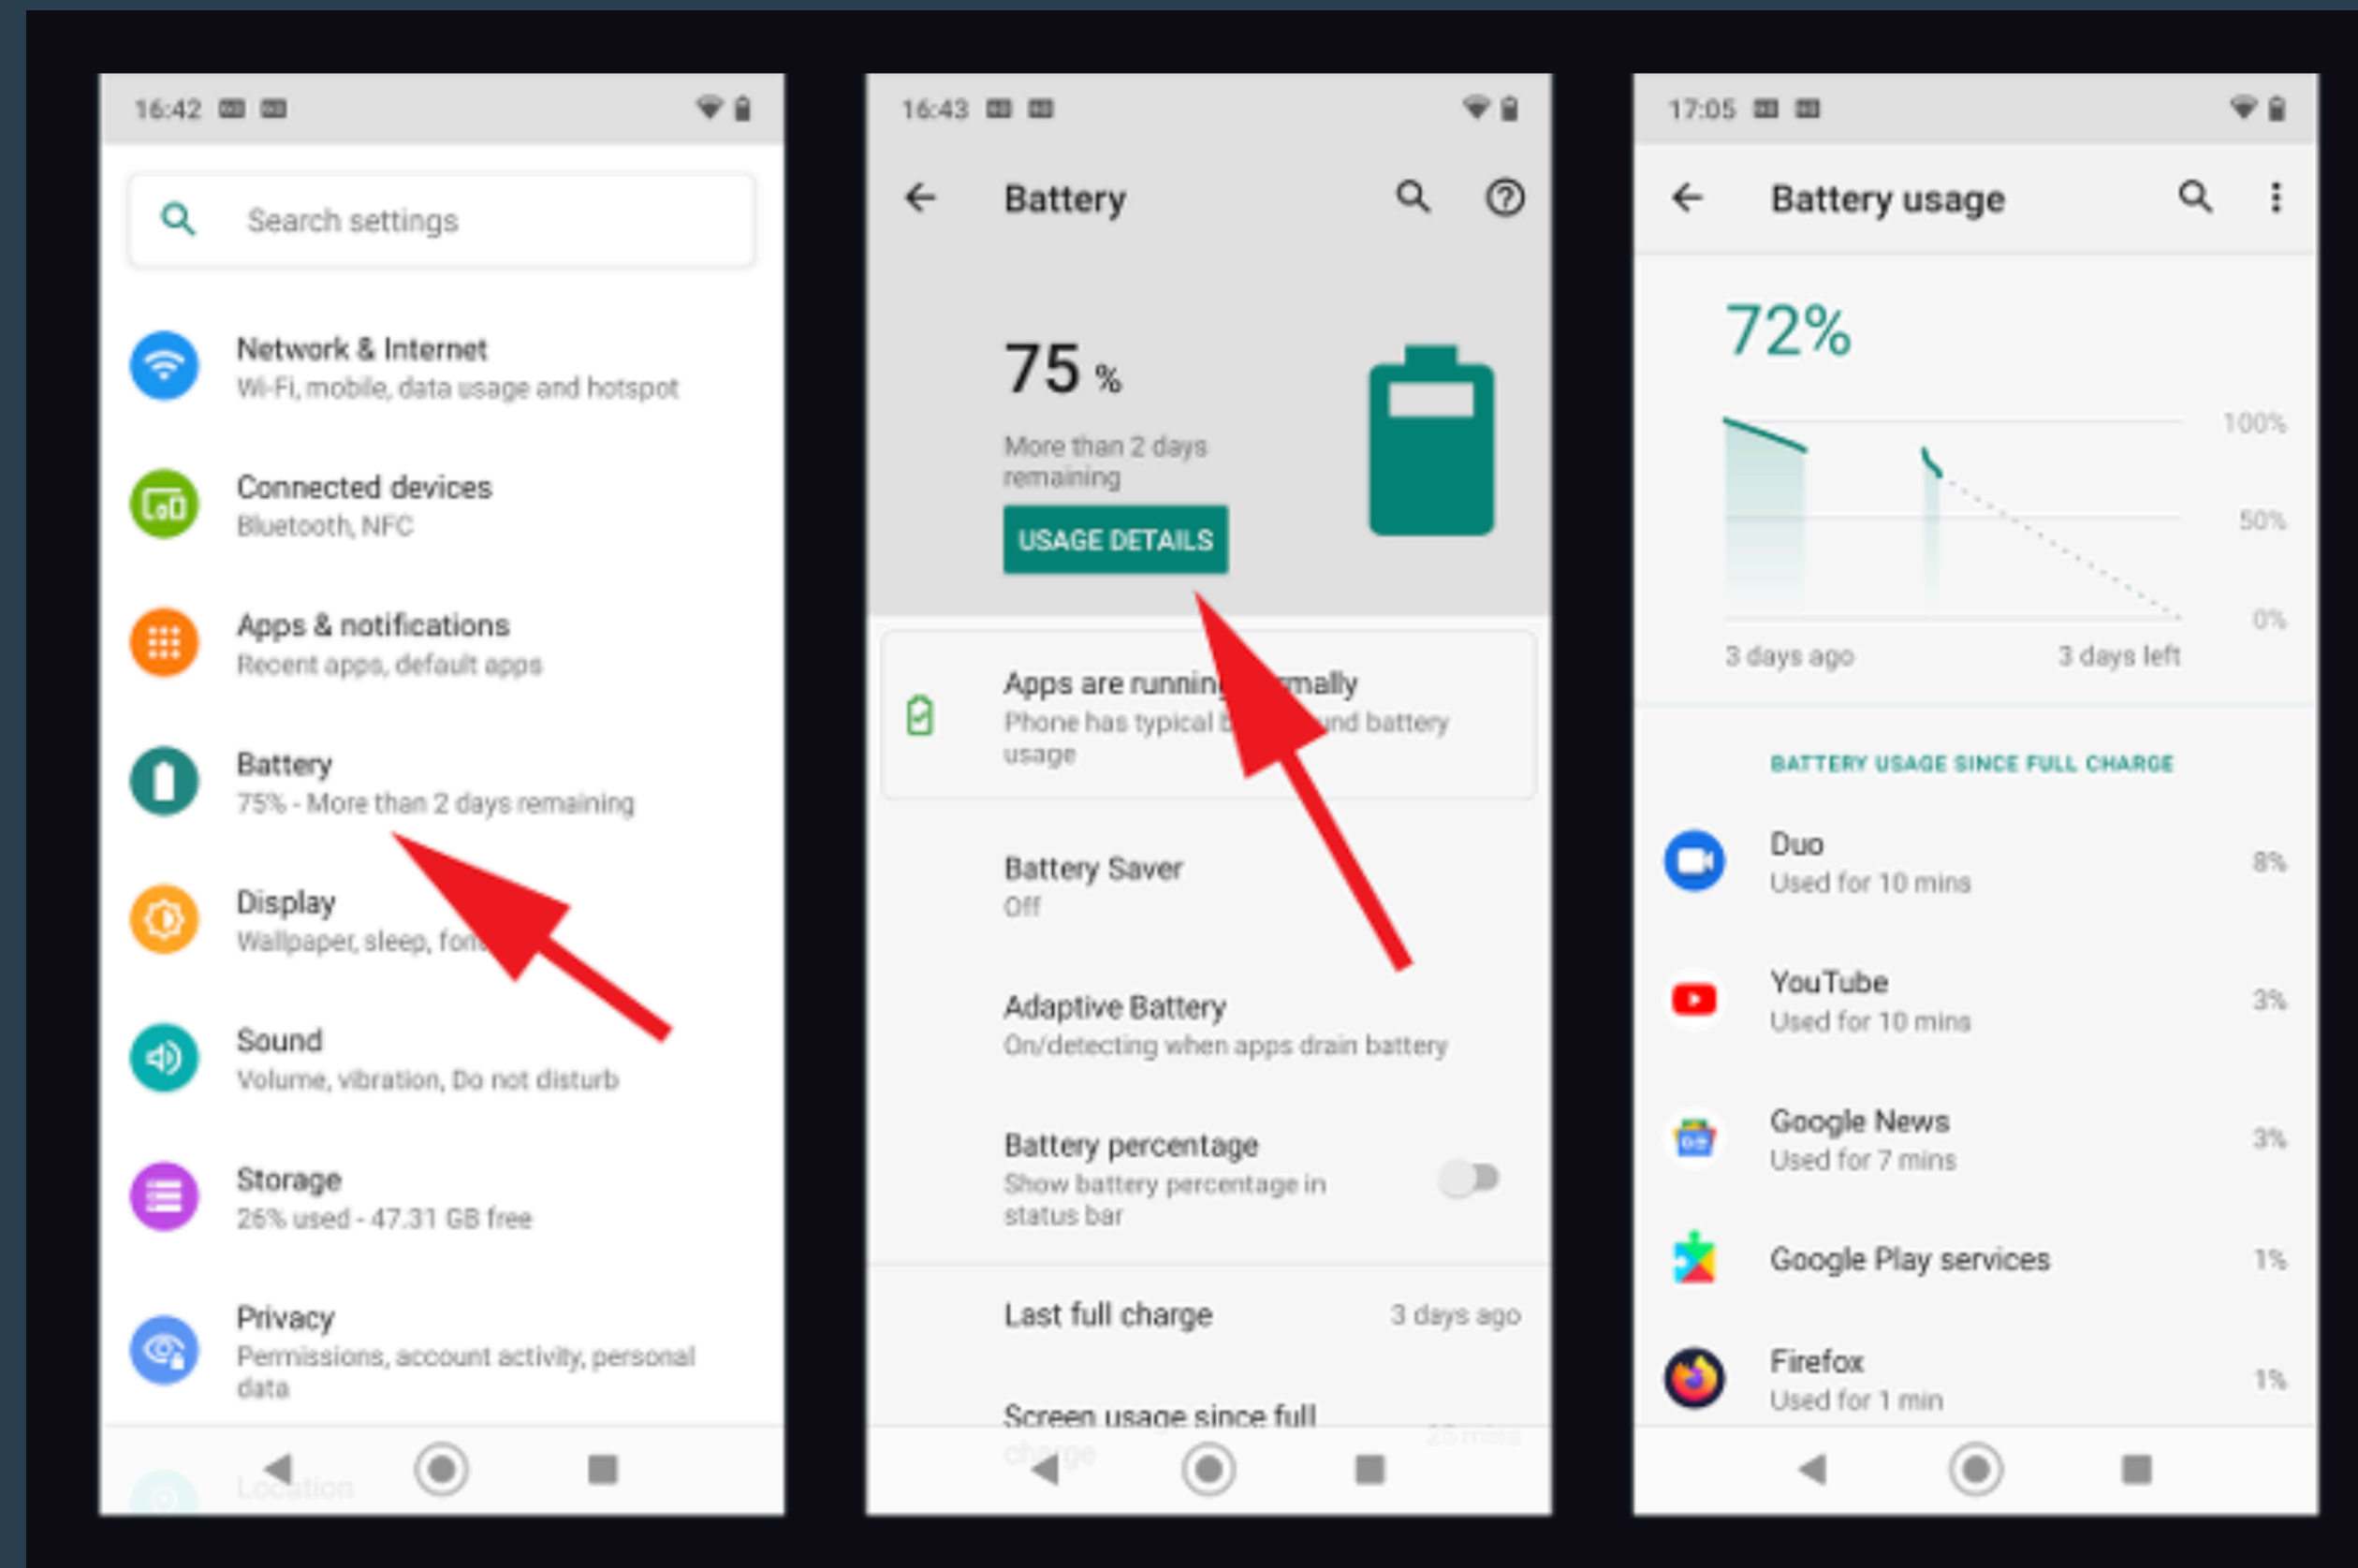 16:42
Search settings
Network & Internet
Wi-Fi, mobile, data usage and hotspot
Connected devices
Bluetooth, NFC
Apps & notifications
Recent apps, default apps
Battery
75% - More than 2 days remaining
Display
Wallpaper, sleep,
Sound
Volume, vibration, Do not disturb
Storage
26% used - 47.31 GB free
Privacy
Permissions, account activity, personal
data
Location
16:43
Battery
75 %
More than 2 days
remaining
USAGE DETAILS
Apps are running
Phone has typical battery
usage
Battery Saver
Off
Adaptive Battery
On/detecting when apps drain battery
Battery percentage
Show battery percentage in
status bar
Last full charge 3 days ago
Screen usage since full
charge 25 mins
17:05
Battery usage
72%
100%
50%
0%
3 days ago 3 days left
BATTERY USAGE SINCE FULL CHARGE
Duo
Used for 10 mins
8%
YouTube
Used for 10 mins
3%
Google News
Used for 7 mins
3%
Google Play services 1%
Firefox
Used for 1 min
1%